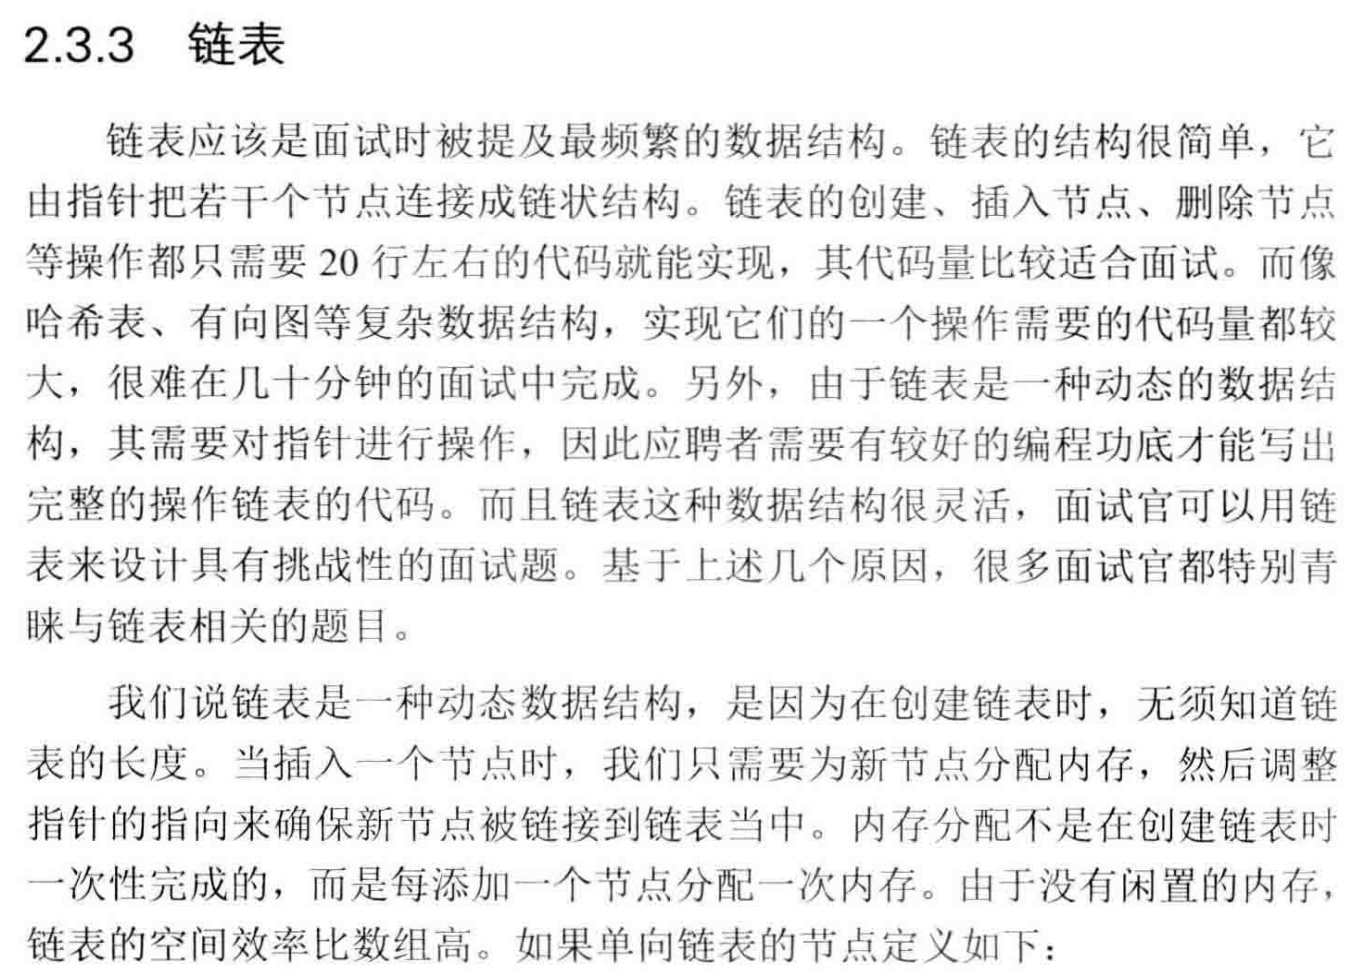 2.3.3 链表
链表应该是面试时被提及最频繁的数据结构。链表的结构很简单，它
由指针把若干个节点连接成链状结构。链表的创建、插入节点、删除节点
等操作都只需要 20 行左右的代码就能实现，其代码量比较适合面试。而像
哈希表、有向图等复杂数据结构，实现它们的一个操作需要的代码量都较
大，很难在几十分钟的面试中完成。另外，由于链表是一种动态的数据结
构，其需要对指针进行操作，因此应聘者需要有较好的编程功底才能写出
完整的操作链表的代码。而且链表这种数据结构很灵活，面试官可以用链
表来设计具有挑战性的面试题。基于上述几个原因，很多面试官都特别青
睐与链表相关的题目。
我们说链表是一种动态数据结构，是因为在创建链表时，无须知道链
表的长度。当插入一个节点时，我们只需要为新节点分配内存，然后调整
指针的指向来确保新节点被链接到链表当中。内存分配不是在创建链表时
一次性完成的，而是每添加一个节点分配一次内存。由于没有闲置的内存，
链表的空间效率比数组高。如果单向链表的节点定义如下：